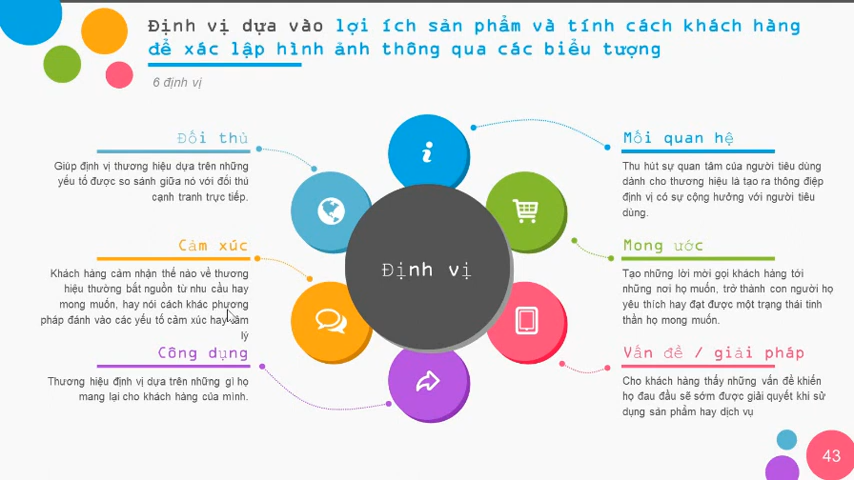 Định vị dựa vào lợi ích sản phẩm và tính cách khách hàng
để xác lập hình ảnh thông qua các biểu tượng
6 định vị
Đối thủ
Giúp định vị thương hiệu dựa trên những
yếu tố được so sánh giữa nó với đối thủ
cạnh tranh trực tiếp.
Cảm xúc
Khách hàng cảm nhận thế nào về thương
hiệu thường bắt nguồn từ nhu cầu hay
mong muốn, hay nói cách khác phương
pháp đánh vào các yếu tố cảm xúc hay tâm
lý
Công dụng
Thương hiệu định vị dựa trên những gì họ
mang lại cho khách hàng của mình.
Định vị
Mối quan hệ
Thu hút sự quan tâm của người tiêu dùng
dành cho thương hiệu là tạo ra thông điệp
định vị có sự cộng hưởng với người tiêu
dùng.
Mong ước
Tạo những lời mời gọi khách hàng tới
những nơi họ muốn, trở thành con người họ
yêu thích hay đạt được một trạng thái tinh
thần họ mong muốn.
Vấn đề / giải pháp
Cho khách hàng thấy những vấn đề khiến
họ đau đầu sẽ sớm được giải quyết khi sử
dụng sản phẩm hay dịch vụ
43